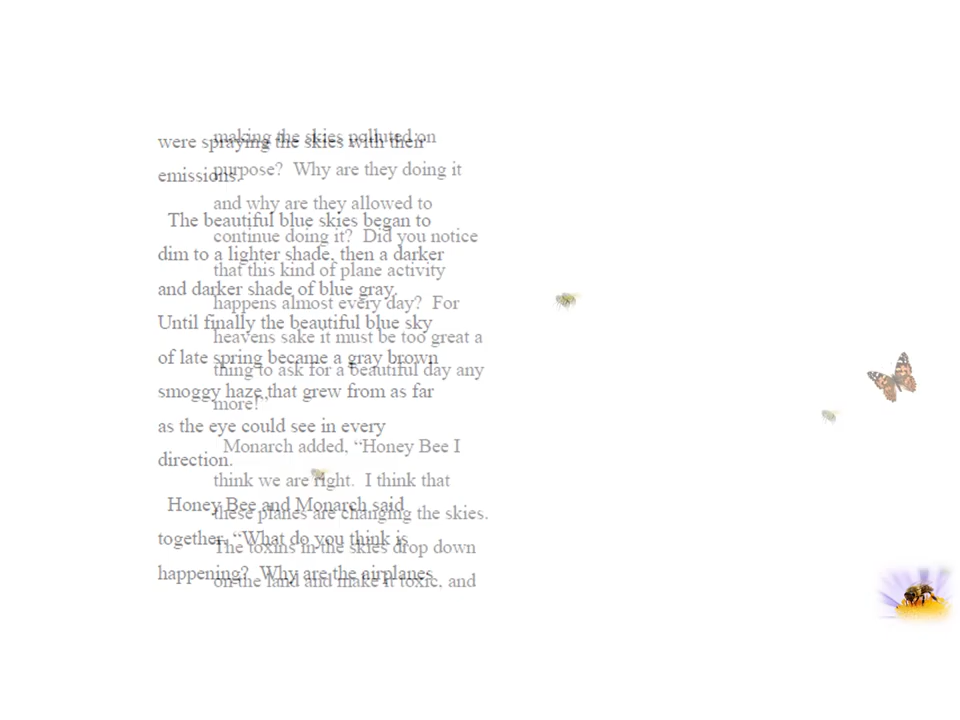 were spraying the skies with their
emissions.
The beautiful blue skies began to
dim to a lighter shade, then a darker
and darker shade of blue gray.
Until finally the beautiful blue sky
of late spring became a gray brown
smoggy haze that grew from as far
as the eye could see in every
direction.
Honey Bee and Monarch said
together, “What do you think is
happening?  Why are the airplanes
making the skies polluted on
purpose?  Why are they doing it
and why are they allowed to
continue doing it?  Did you notice
that this kind of plane activity
happens almost every day?  For
heavens sake it must be too great a
thing to ask for a beautiful day any
more!”
Monarch added, “Honey Bee I
think we are right.  I think that
these planes are changing the skies.
The toxins in the skies drop down
on the land and make it toxic, and